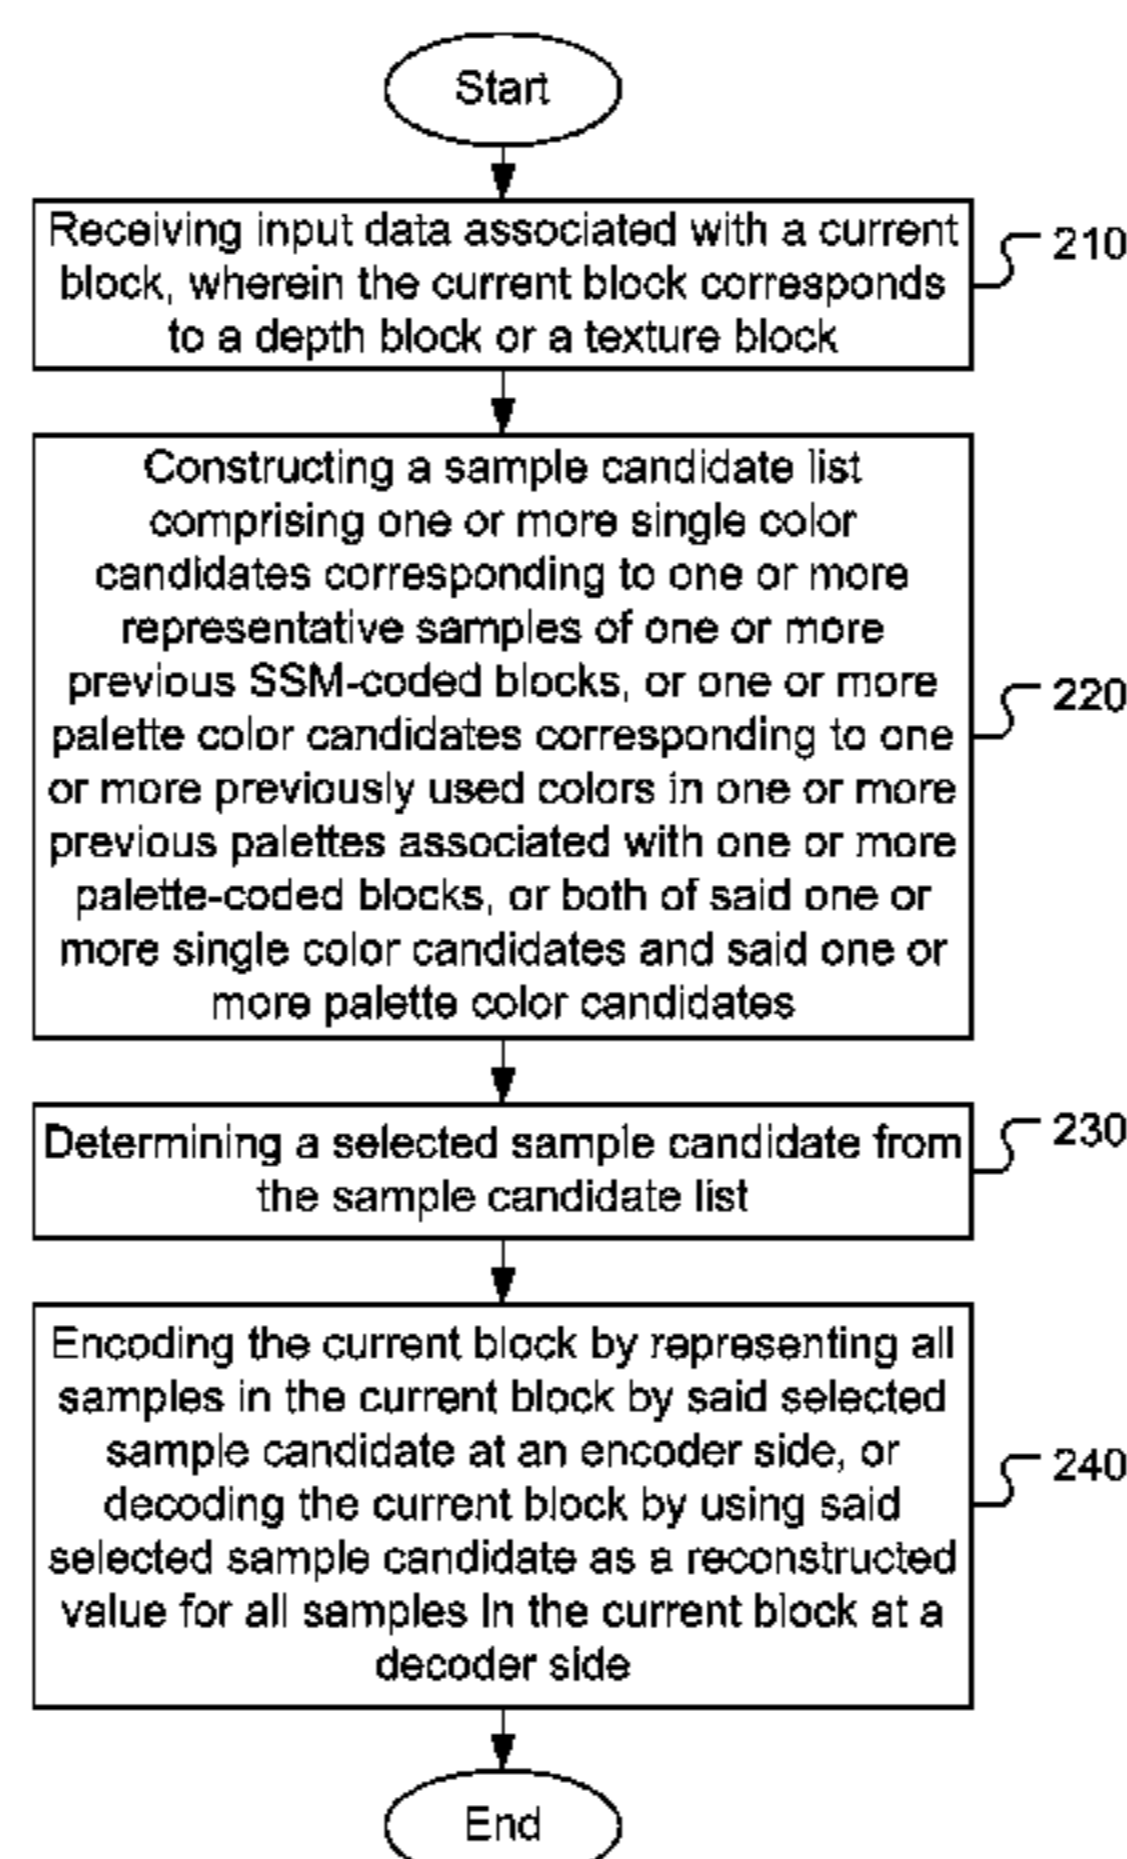 Start
Receiving input data associated with a current
block, wherein the current block corresponds
to a depth block or a texture block
210
Constructing a sample candidate list
comprising one or more single color
candidates corresponding to one or more
representative samples of one or more
previous SSM-coded blocks, or one or more
palette color candidates corresponding to one
or more previously used colors in one or more
previous palettes associated with one or more
palette-coded blocks, or both of said one or
more single color candidates and said one or
more palette color candidates
220
Determining a selected sample candidate from
the sample candidate list
230
Encoding the current block by representing all
samples in the current block by said selected
sample candidate at an encoder side, or
decoding the current block by using said
selected sample candidate as a reconstructed
value for all samples in the current block at a
decoder side
240
End